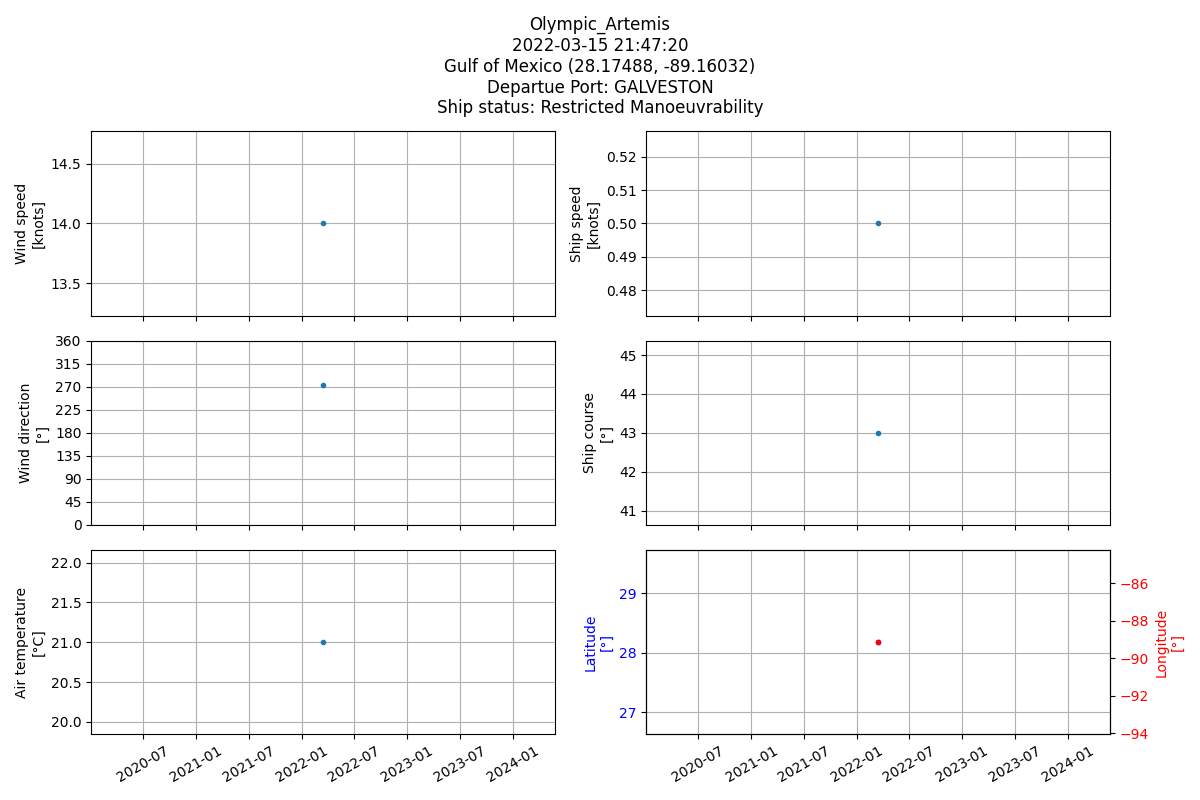 Olympic_Artemis
2022-03-15 21:47:20
Gulf of Mexico (28.17488, -89.16032)
Departue Port: GALVESTON
Ship status: Restricted Manoeuvrability
Wind speed
[knots]
14.5
14.0
13.5
Ship speed
[knots]
0.52
0.51
0.50
0.49
0.48
Wind direction
[°]
360
315
270
225
180
135
90
45
0
Ship course
[°]
45
44
43
42
41
Air temperature
[°C]
22.0
21.5
21.0
20.5
20.0
2020-07 2021-01 2021-07 2022-01 2022-07 2023-01 2023-07 2024-01
Latitude
[°]
29
28
27
−86
−88
−90
−92
−94
Longitude
[°]
2020-07 2021-01 2021-07 2022-01 2022-07 2023-01 2023-07 2024-01